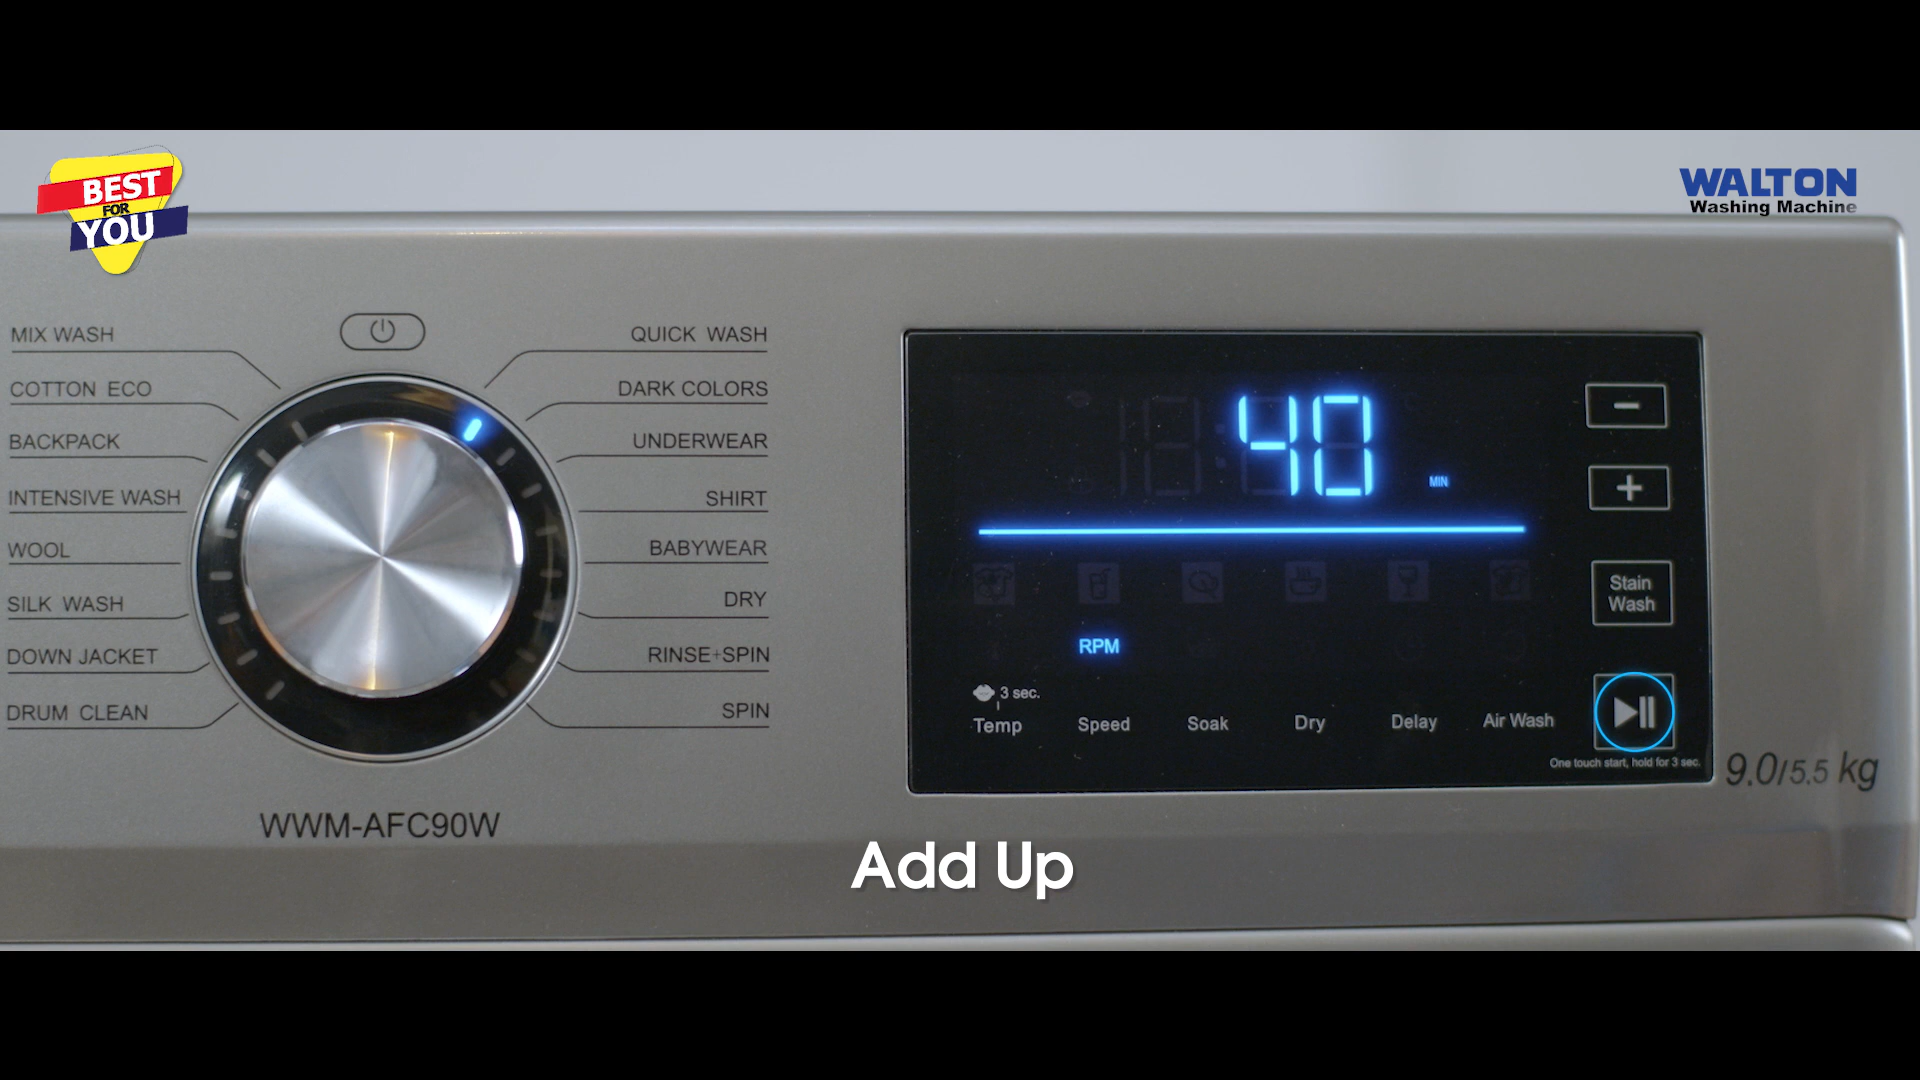 BEST
FOR
YOU
WALTON
Washing Machine
MIX WASH
COTTON ECO
BACKPACK
INTENSIVE WASH
WOOL
SILK WASH
DOWN JACKET
DRUM CLEAN
QUICK WASH
DARK COLORS
UNDERWEAR
SHIRT
BABYWEAR
DRY
RINSE+SPIN
SPIN
WWM-AFC90W
40
MIN
RPM
3 sec.
Temp
Speed
Soak
Dry
Delay
Air Wash
Stain
Wash
One touch start, hold for 3 sec.
9.0/5.5 kg
Add Up